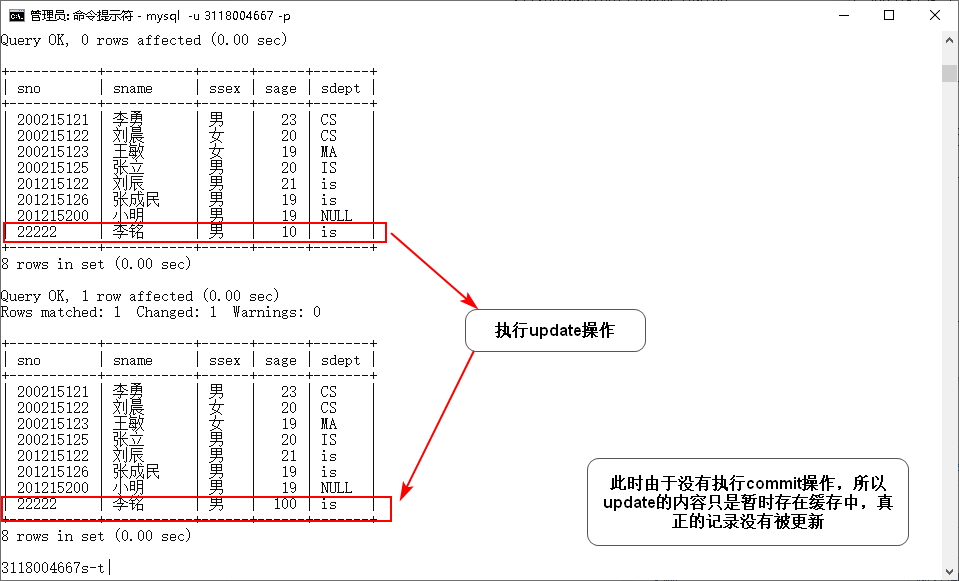 管理员: 命令提示符 - mysql  -u 3118004667 -p
Query OK, 0 rows affected (0.00 sec)
+-----------+-----------+------+------+-------+
| sno       | sname     | ssex | sage | sdept |
+-----------+-----------+------+------+-------+
| 200215121 | 李勇      | 男   |   23 | CS    |
| 200215122 | 刘晨      | 女   |   20 | CS    |
| 200215123 | 王敏      | 女   |   19 | MA    |
| 200215125 | 张立      | 男   |   20 | IS    |
| 201215122 | 刘辰      | 男   |   21 | is    |
| 201215126 | 张成民    | 男   |   19 | is    |
| 201215200 | 小明      | 男   |   19 | NULL  |
| 22222     | 李铭      | 男   |   10 | is    |
+-----------+-----------+------+------+-------+
8 rows in set (0.00 sec)
Query OK, 1 row affected (0.00 sec)
Rows matched: 1  Changed: 1  Warnings: 0
执行update操作
+-----------+-----------+------+------+-------+
| sno       | sname     | ssex | sage | sdept |
+-----------+-----------+------+------+-------+
| 200215121 | 李勇      | 男   |   23 | CS    |
| 200215122 | 刘晨      | 女   |   20 | CS    |
| 200215123 | 王敏      | 女   |   19 | MA    |
| 200215125 | 张立      | 男   |   20 | IS    |
| 201215122 | 刘辰      | 男   |   21 | is    |
| 201215126 | 张成民    | 男   |   19 | is    |
| 201215200 | 小明      | 男   |   19 | NULL  |
| 22222     | 李铭      | 男   |  100 | is    |
+-----------+-----------+------+------+-------+
8 rows in set (0.00 sec)
此时由于没有执行commit操作，所以
update的内容只是暂时存在缓存中，真
正的记录没有被更新
3118004667s-t|